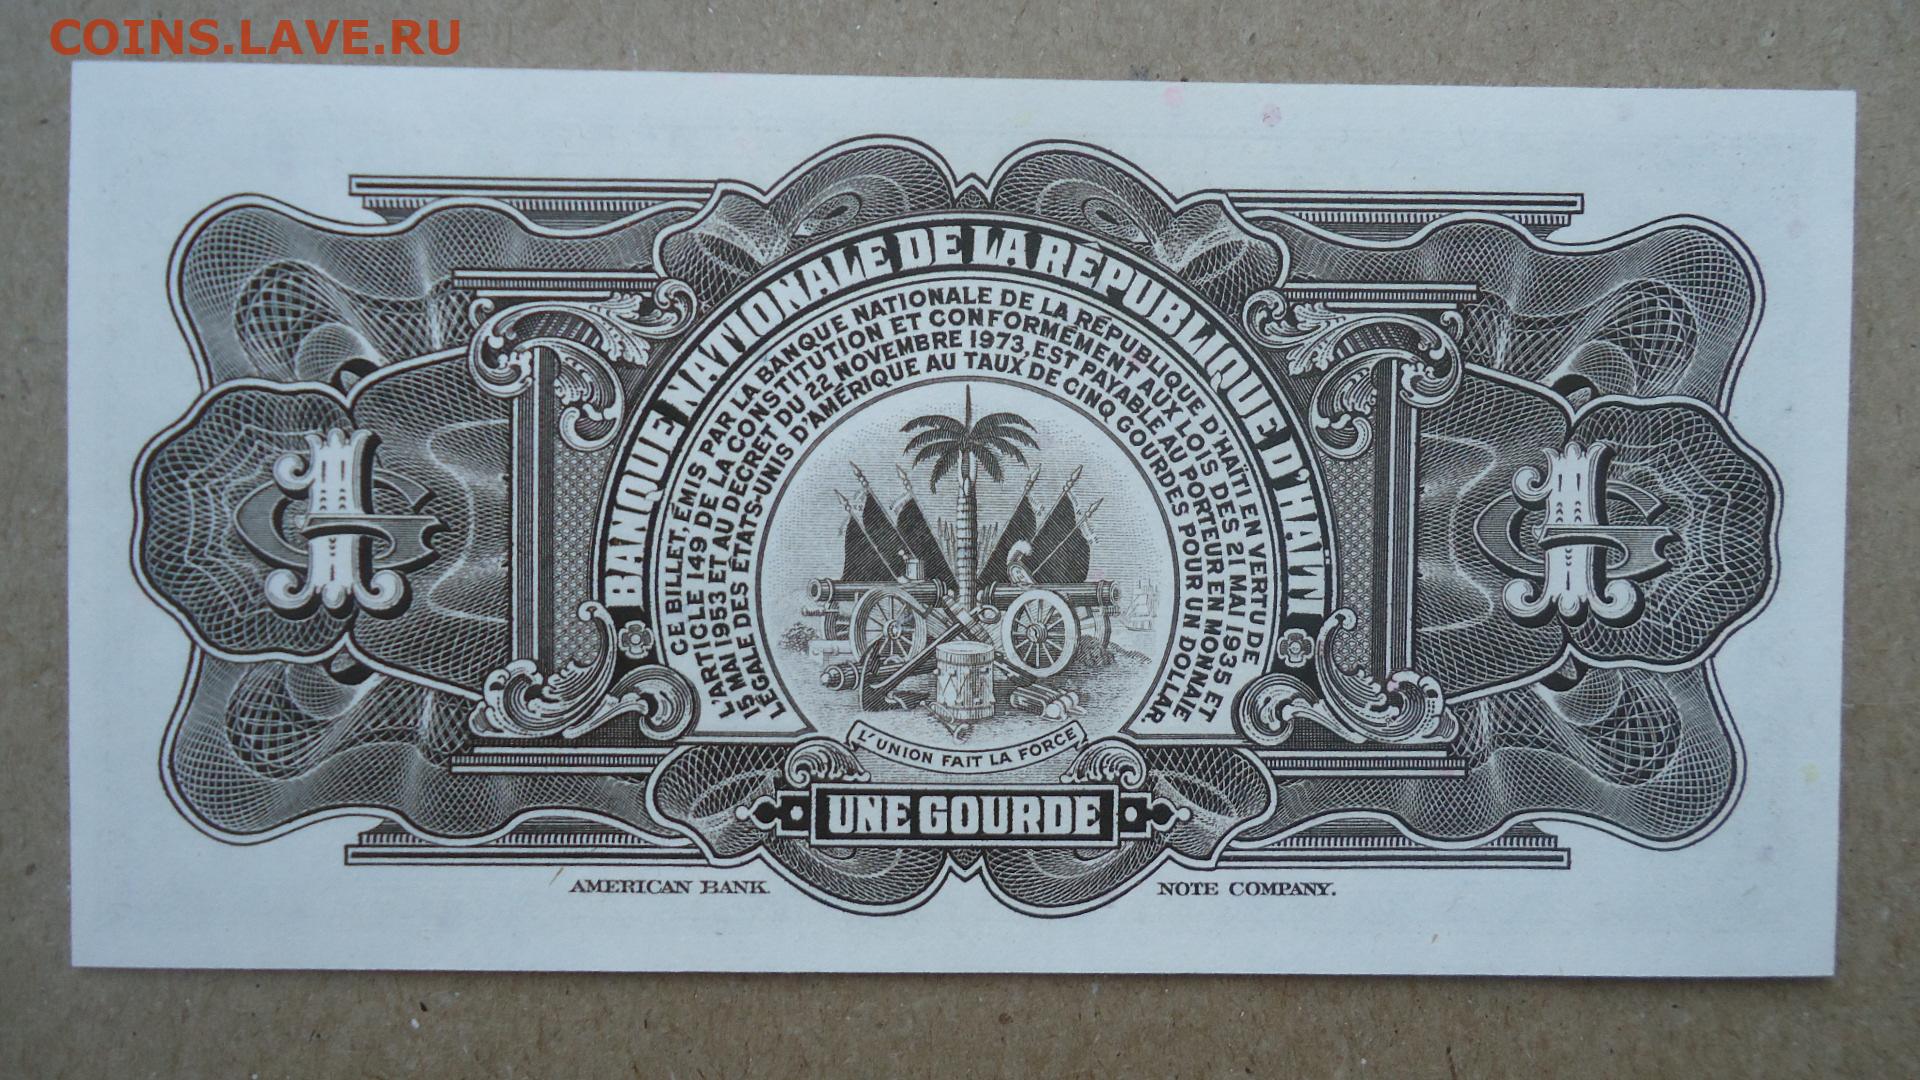 COINS.LAVE.RU
BANQUE NATIONALE DE LA RÉPUBLIQUE D'HAÏTI
CE BILLET, ÉMIS PAR LA BANQUE NATIONALE DE LA RÉPUBLIQUE D'HAÏTI EN VERTU DE
L'ARTICLE 149 DE LA CONSTITUTION ET CONFORMÉMENT AUX LOIS DES 21 MAI 1935 ET
15 MAI 1953 ET AU DÉCRET DU 22 NOVEMBRE 1973, EST PAYABLE AU PORTEUR EN MONNAIE
LÉGALE DES ÉTATS-UNIS D'AMÉRIQUE AU TAUX DE CINQ GOURDES POUR UN DOLLAR.
1 G
1 G
L'UNION FAIT LA FORCE
UNE GOURDE
AMERICAN BANK NOTE COMPANY.